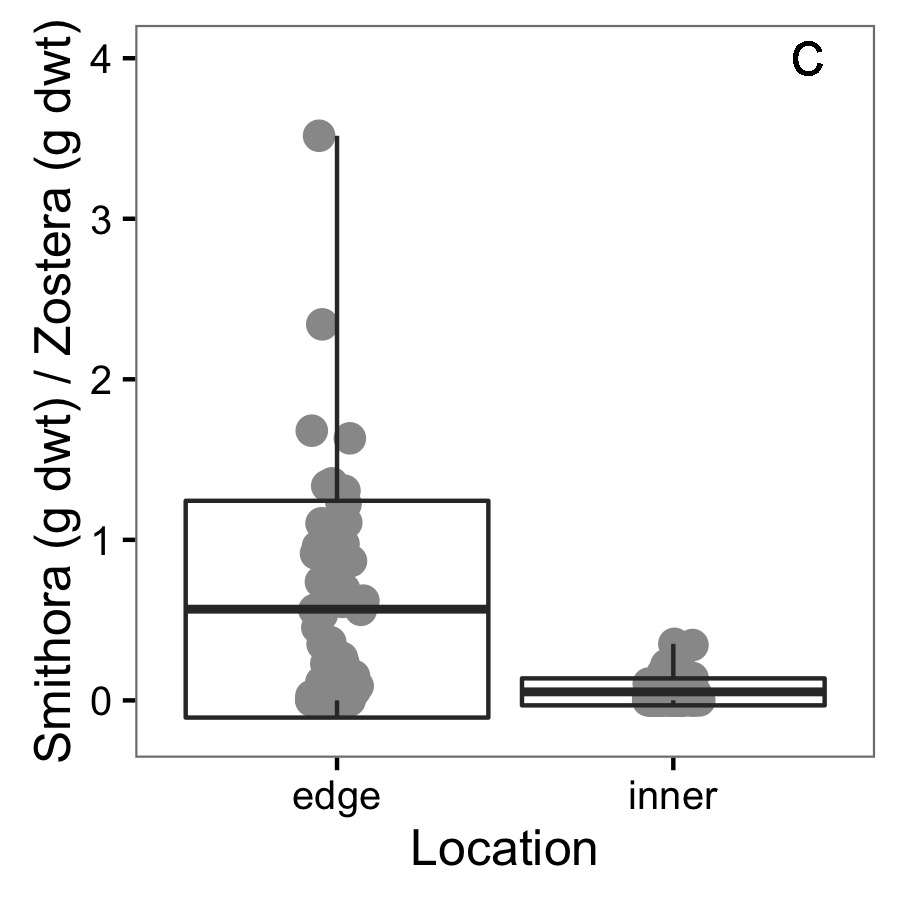 C
Smithora (g dwt) / Zostera (g dwt)
4
3
2
1
0
edge inner
Location